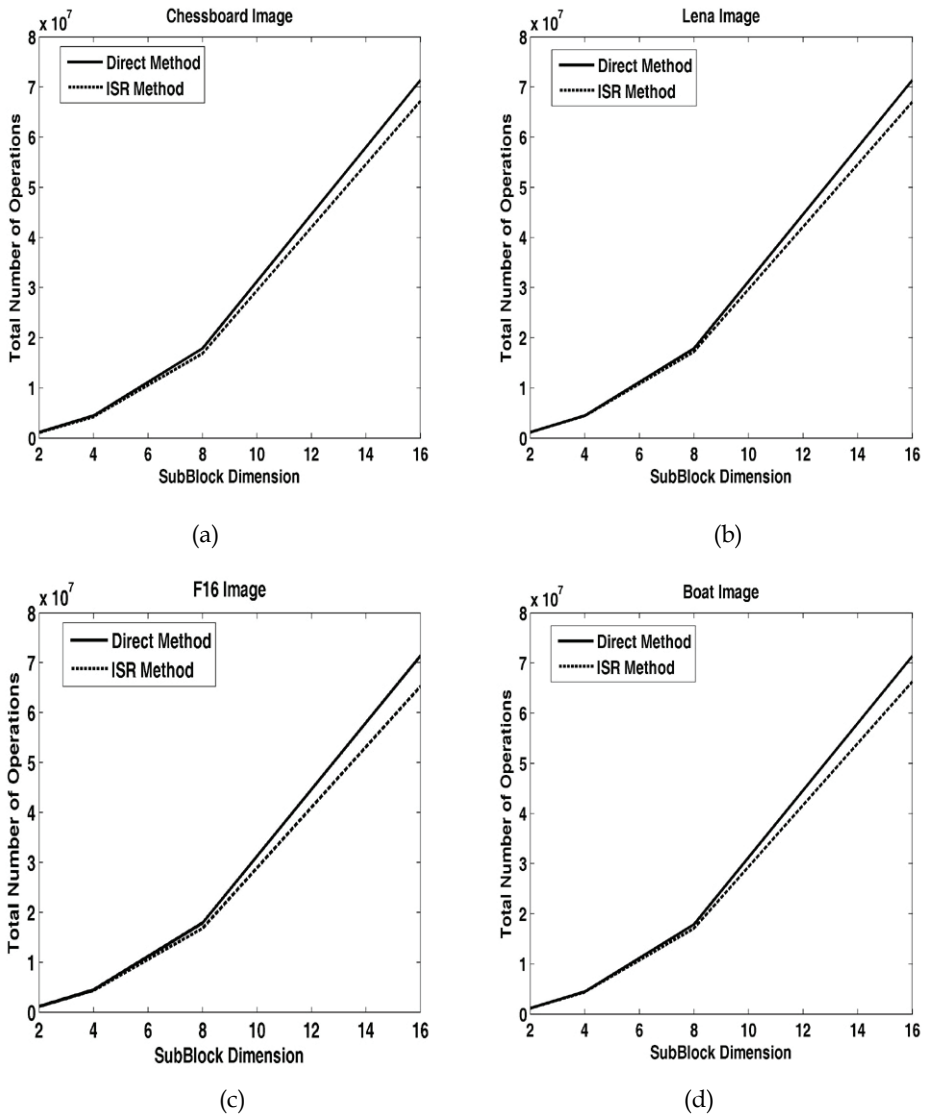 Chessboard Image
x 10^7
Direct Method
ISR Method
Total Number of Operations
8
7
6
5
4
3
2
1
0
2 4 6 8 10 12 14 16
SubBlock Dimension
(a)
Lena Image
x 10^7
Direct Method
ISR Method
Total Number of Operations
8
7
6
5
4
3
2
1
0
2 4 6 8 10 12 14 16
SubBlock Dimension
(b)
F16 Image
x 10^7
Direct Method
ISR Method
Total Number of Operations
8
7
6
5
4
3
2
1
0
2 4 6 8 10 12 14 16
SubBlock Dimension
(c)
Boat Image
x 10^7
Direct Method
ISR Method
Total Number of Operations
8
7
6
5
4
3
2
1
0
2 4 6 8 10 12 14 16
SubBlock Dimension
(d)